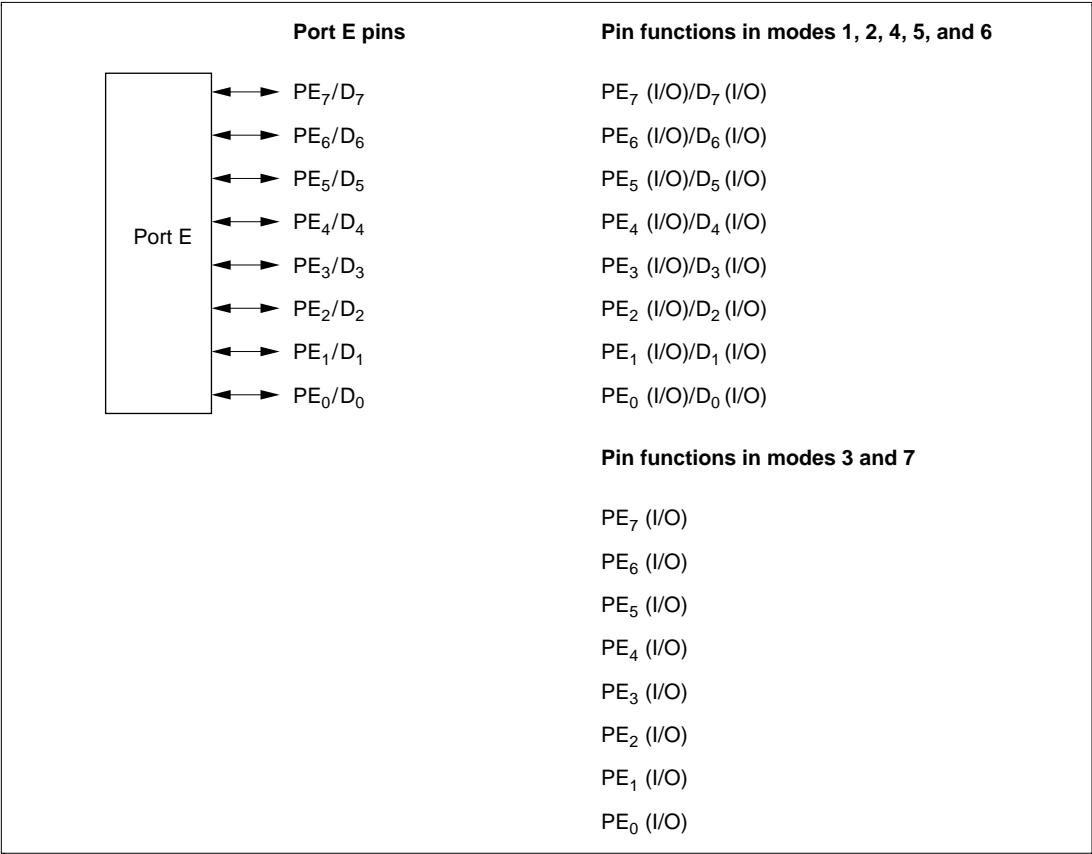 Port E pins Pin functions in modes 1, 2, 4, 5, and 6
PE7/D7 PE7 (I/O)/D7 (I/O)
PE6/D6 PE6 (I/O)/D6 (I/O)
PE5/D5 PE5 (I/O)/D5 (I/O)
PE4/D4 PE4 (I/O)/D4 (I/O)
Port E
PE3/D3 PE3 (I/O)/D3 (I/O)
PE2/D2 PE2 (I/O)/D2 (I/O)
PE1/D1 PE1 (I/O)/D1 (I/O)
PE0/D0 PE0 (I/O)/D0 (I/O)
Pin functions in modes 3 and 7
PE7 (I/O)
PE6 (I/O)
PE5 (I/O)
PE4 (I/O)
PE3 (I/O)
PE2 (I/O)
PE1 (I/O)
PE0 (I/O)